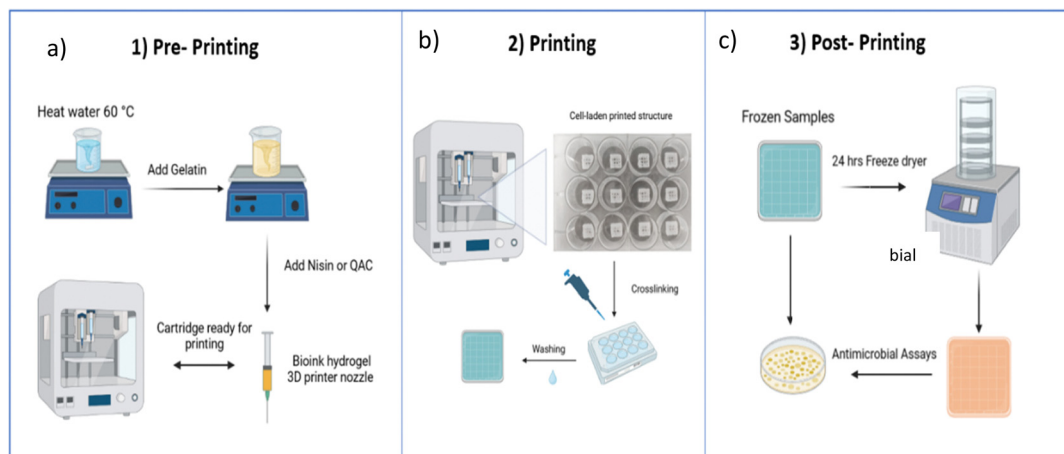 a)
1) Pre- Printing
Heat water 60 °C
Add Gelatin
Add Nisin or QAC
Cartridge ready for
printing
Bioink hydrogel
3D printer nozzle
b)
2) Printing
Cell-laden printed structure
Crosslinking
Washing
c)
3) Post- Printing
Frozen Samples
24 hrs Freeze dryer
bial
Antimicrobial Assays